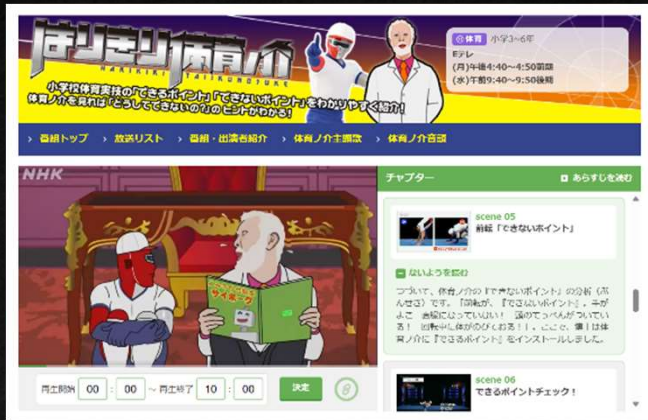 はりきり体育ノ介
HARIKIRI TAIIKUNOSUKE
小学校体育実技の「できるポイント」「できないポイント」をわかりやすく紹介!
体育ノ介を見れば「どうしてできないの?」のヒントがわかる!
体育 小学3~6年
Eテレ
(月)午後4:40~4:50前期
(水)午前9:40~9:50後期
番組トップ 放送リスト 番組・出演者紹介 体育ノ介主題歌 体育ノ介音頭
NHK
サイボーグ
再生開始 00 : 00 ~ 再生終了 10 : 00 決定
チャプター あらすじを読む
scene 05
前転「できないポイント」
ないようを読む
つづいて、体育ノ介の『できないポイント』の分析(ぶ
んせき)です。「前転が、『できないポイント』。手が
よこ一直線になっていない! 頭のてっぺんがついてい
る! 回転中に体がのびておる!」。ここで、博士は体
育ノ介に『できるポイント』をインストールしました。
scene 06
できるポイントチェック!